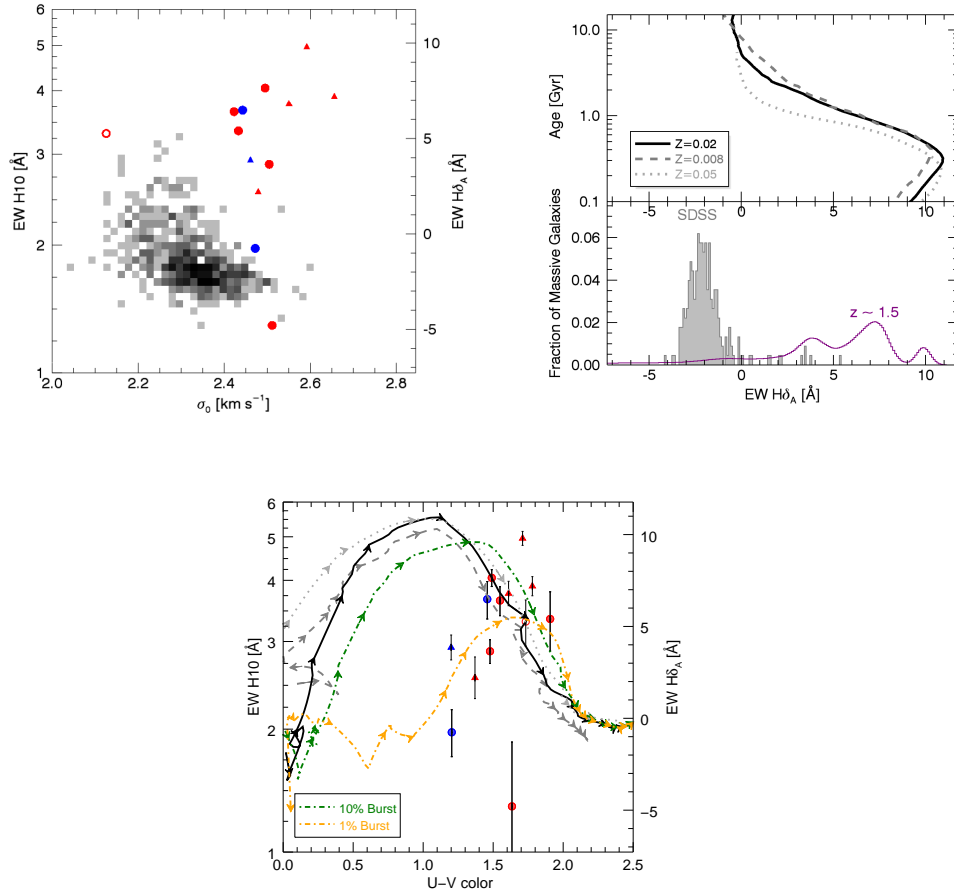 6
5
4
3
2
1
EW H10 [Å]
10
5
0
-5
EW Hδ_A [Å]
2.0 2.2 2.4 2.6 2.8
σ₀ [km s⁻¹]
10.0
1.0
0.1
Age [Gyr]
Z=0.02
Z=0.008
Z=0.05
-5 0 5 10
SDSS
z ~ 1.5
0.06
0.04
0.02
0.00
Fraction of Massive Galaxies
-5 0 5 10
EW Hδ_A [Å]
6
5
4
3
2
1
EW H10 [Å]
10
5
0
-5
EW Hδ_A [Å]
10% Burst
1% Burst
0.0 0.5 1.0 1.5 2.0 2.5
U−V color